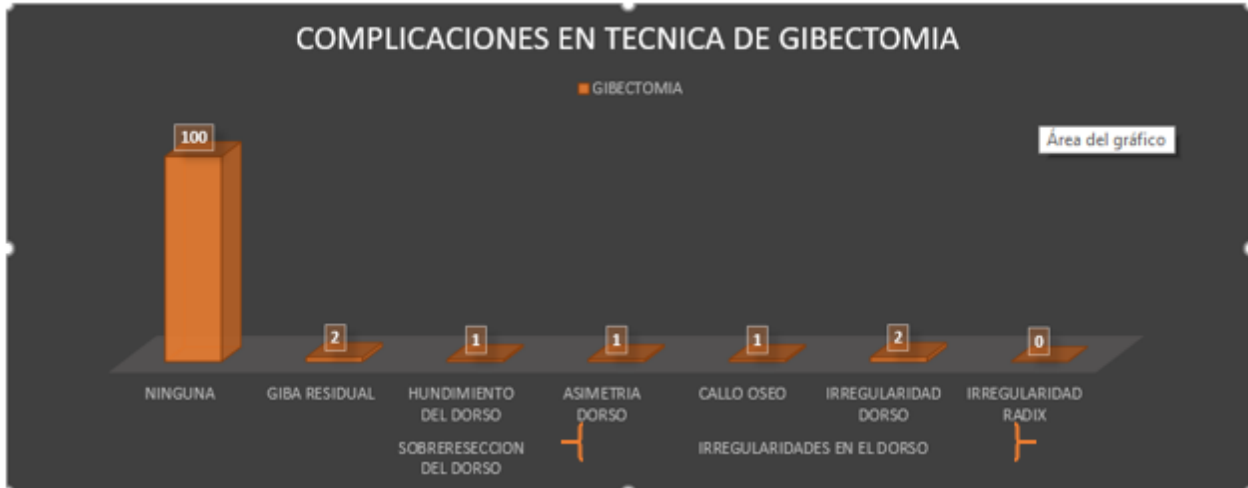 COMPLICACIONES EN TECNICA DE GIBECTOMIA
GIBECTOMIA
Área del gráfico
100
2
1
1
1
2
0
NINGUNA
GIBA RESIDUAL
HUNDIMIENTO
DEL DORSO
ASIMETRIA
DORSO
CALLO OSEO
IRREGULARIDAD
DORSO
IRREGULARIDAD
RADIX
SOBRERESECCION
DEL DORSO
IRREGULARIDADES EN EL DORSO